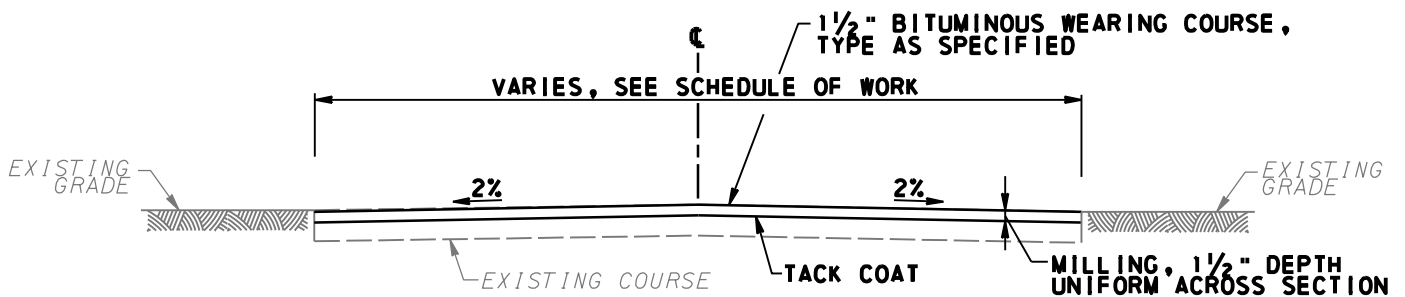 ℄
1½" BITUMINOUS WEARING COURSE,
TYPE AS SPECIFIED
VARIES, SEE SCHEDULE OF WORK
EXISTING
GRADE
2%
2%
EXISTING
GRADE
EXISTING COURSE
TACK COAT
MILLING, 1½" DEPTH
UNIFORM ACROSS SECTION